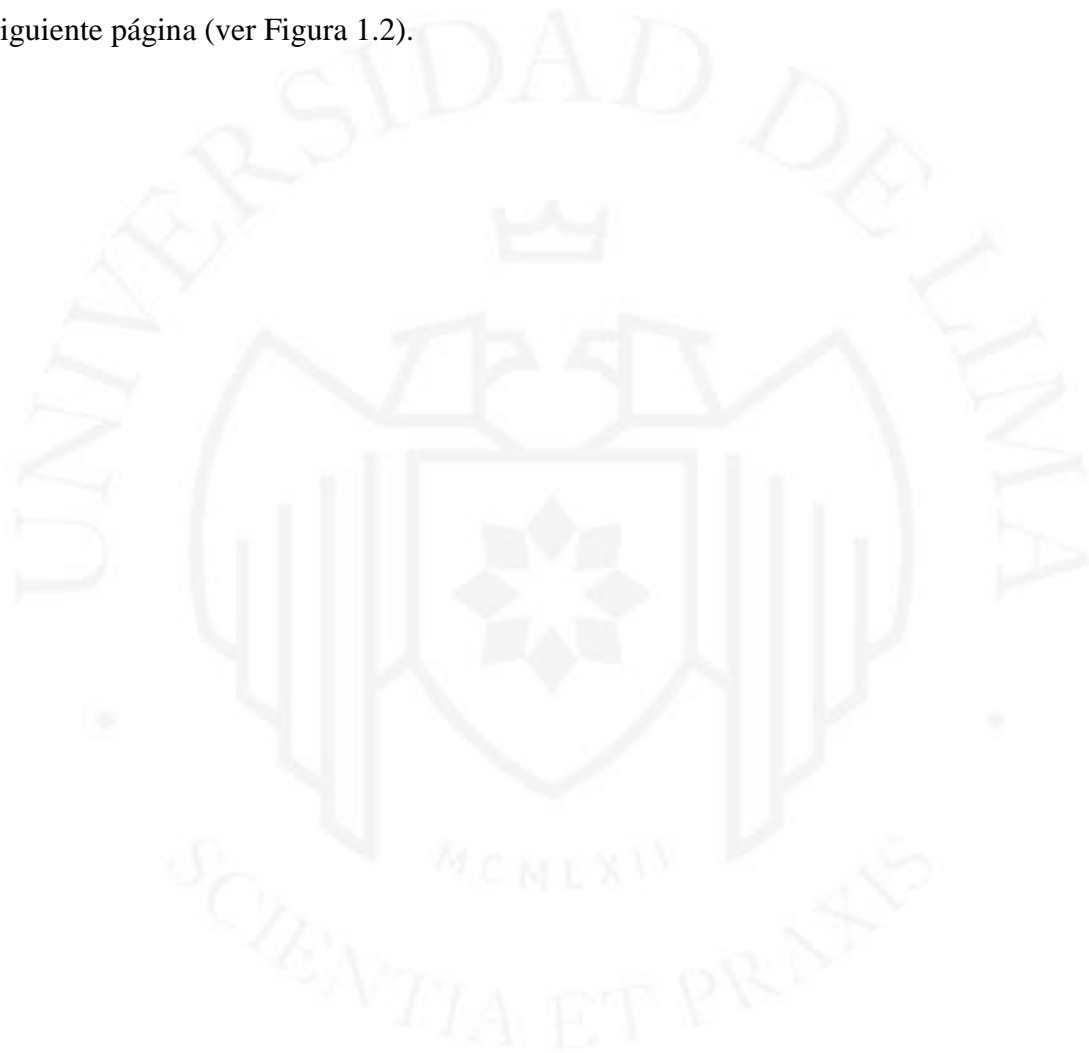 iguiente página (ver Figura 1.2).
UNIVERSIDAD DE LIMA
MCMLXII
SCIENTIA ET PRAXIS